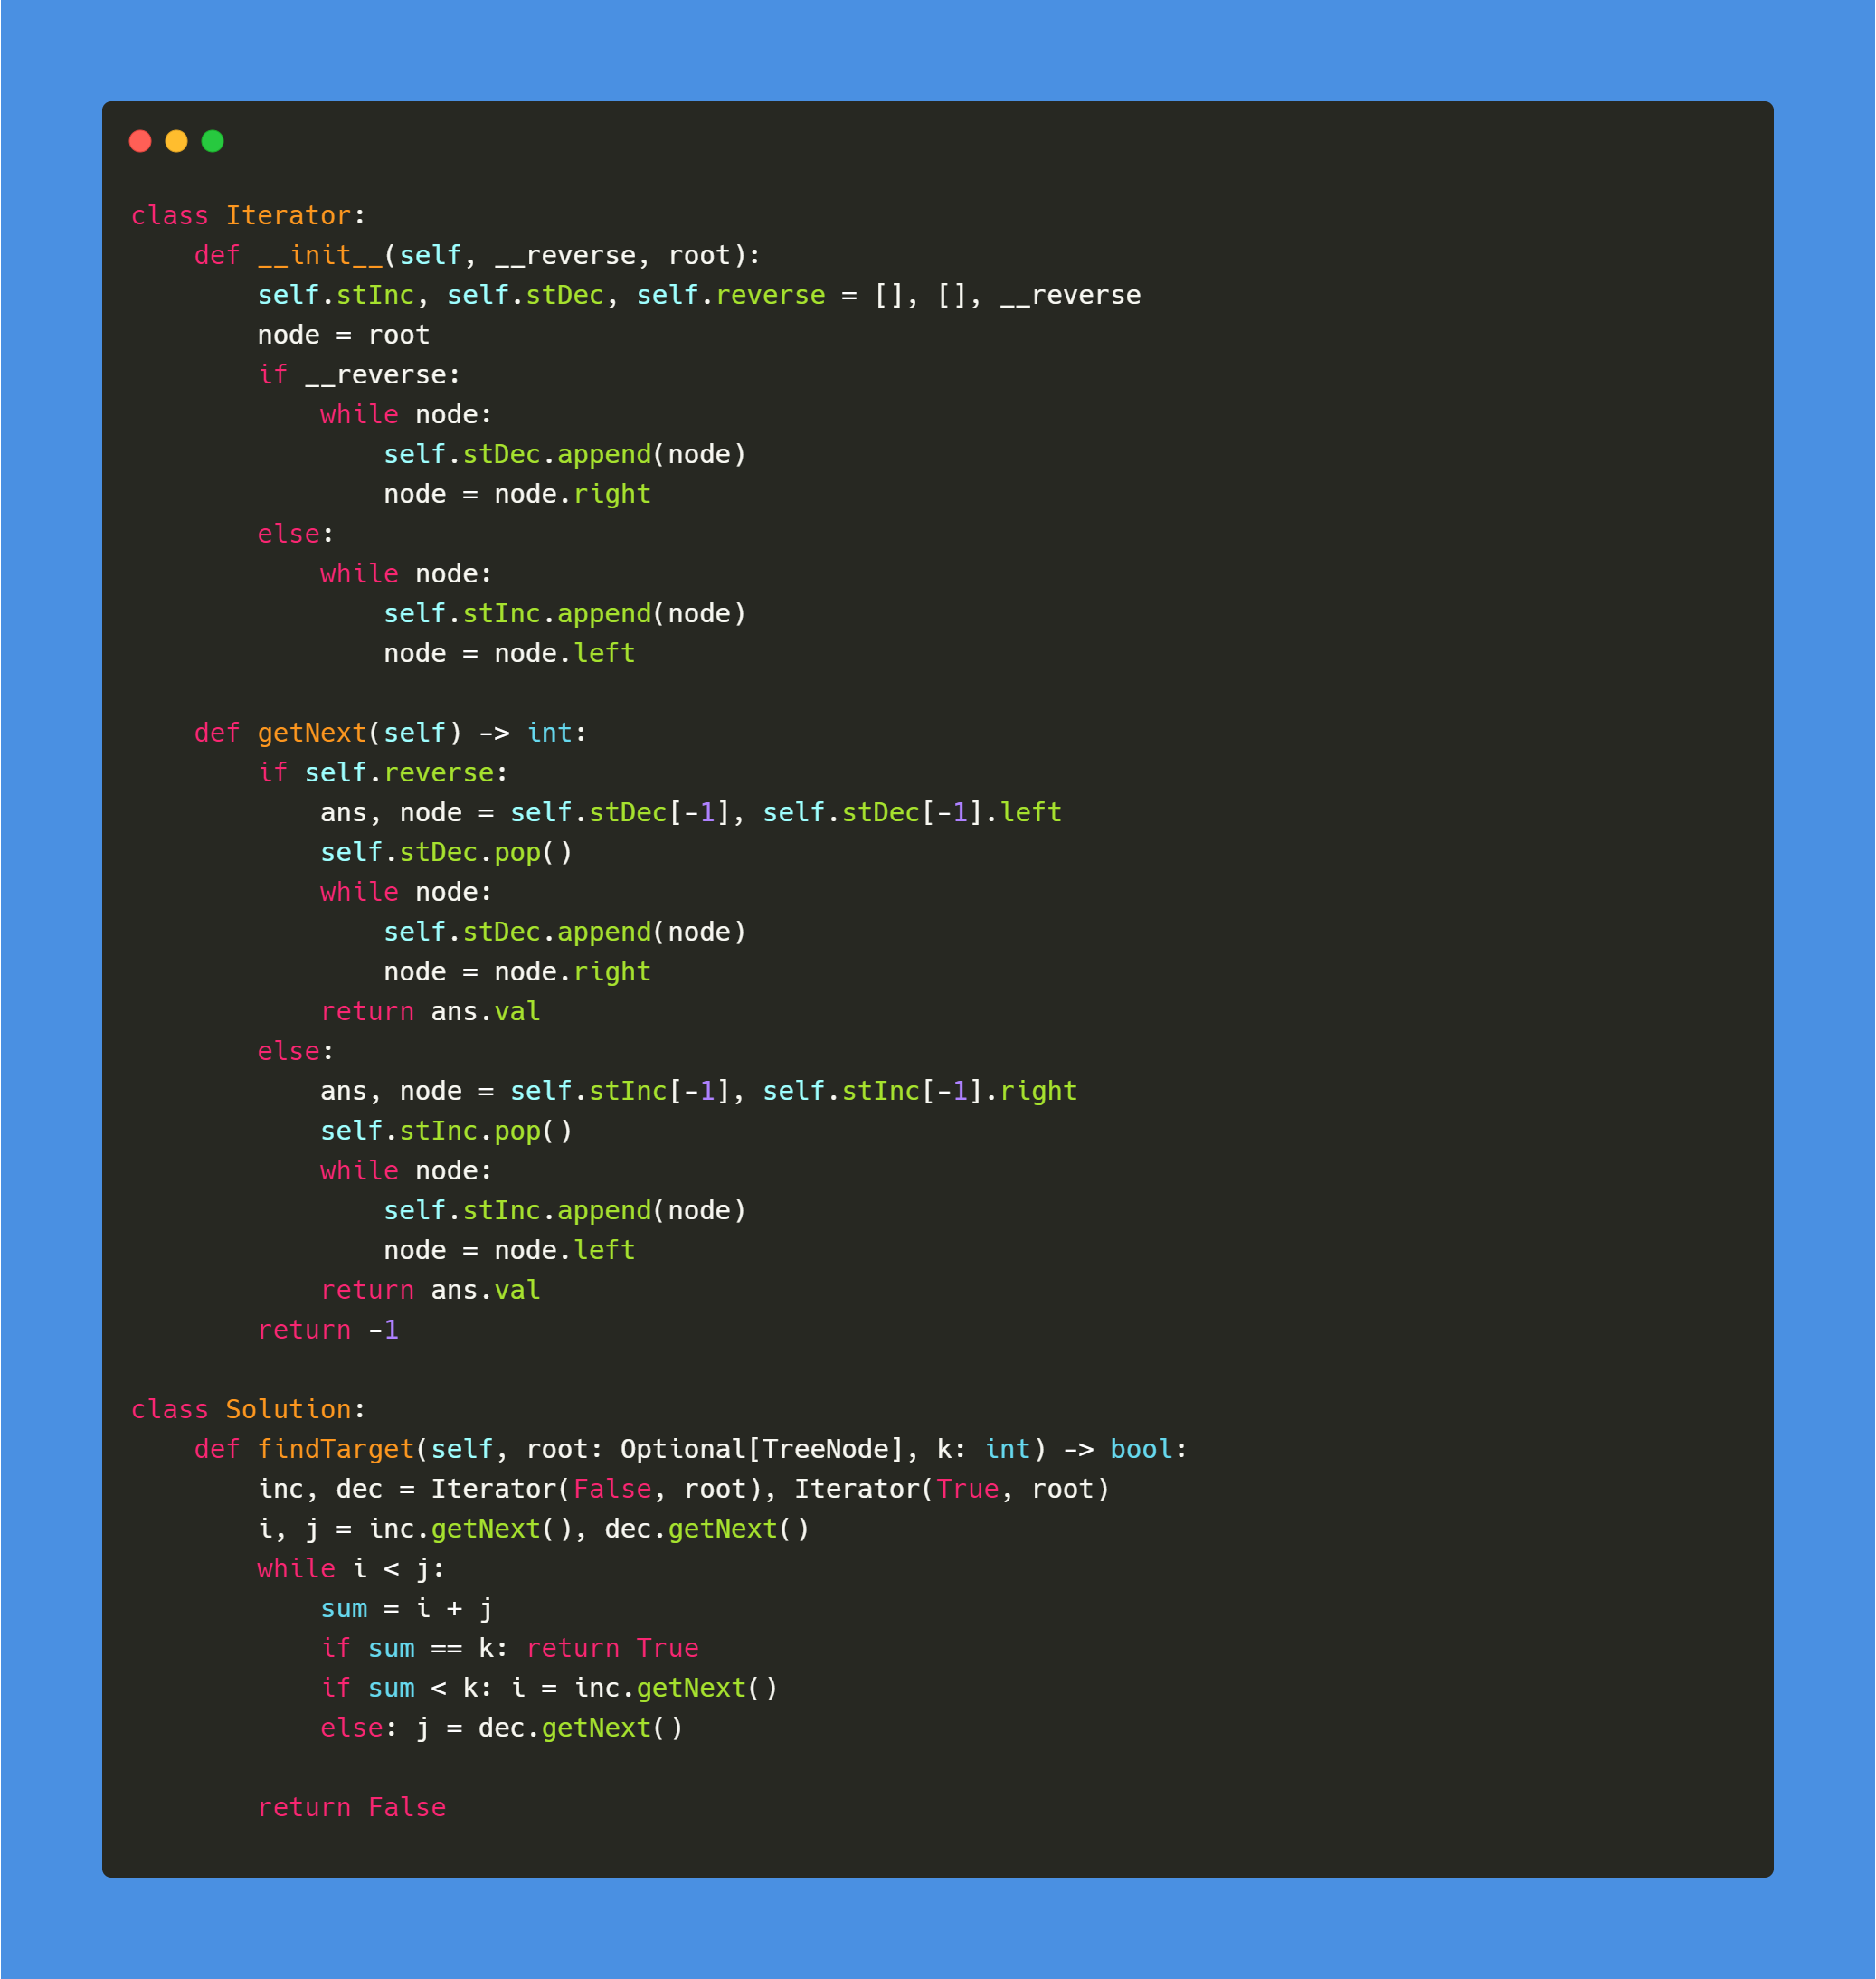 class Iterator:
    def __init__(self, __reverse, root):
        self.stInc, self.stDec, self.reverse = [], [], __reverse
        node = root
        if __reverse:
            while node:
                self.stDec.append(node)
                node = node.right
        else:
            while node:
                self.stInc.append(node)
                node = node.left

    def getNext(self) -> int:
        if self.reverse:
            ans, node = self.stDec[-1], self.stDec[-1].left
            self.stDec.pop()
            while node:
                self.stDec.append(node)
                node = node.right
            return ans.val
        else:
            ans, node = self.stInc[-1], self.stInc[-1].right
            self.stInc.pop()
            while node:
                self.stInc.append(node)
                node = node.left
            return ans.val
        return -1

class Solution:
    def findTarget(self, root: Optional[TreeNode], k: int) -> bool:
        inc, dec = Iterator(False, root), Iterator(True, root)
        i, j = inc.getNext(), dec.getNext()
        while i < j:
            sum = i + j
            if sum == k: return True
            if sum < k: i = inc.getNext()
            else: j = dec.getNext()

        return False